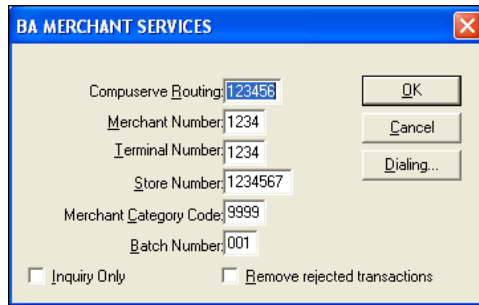 BA MERCHANT SERVICES
Compuserve Routing: 123456
Merchant Number: 1234
Terminal Number: 1234
Store Number: 1234567
Merchant Category Code: 9999
Batch Number: 001
OK
Cancel
Dialing...
Inquiry Only
Remove rejected transactions